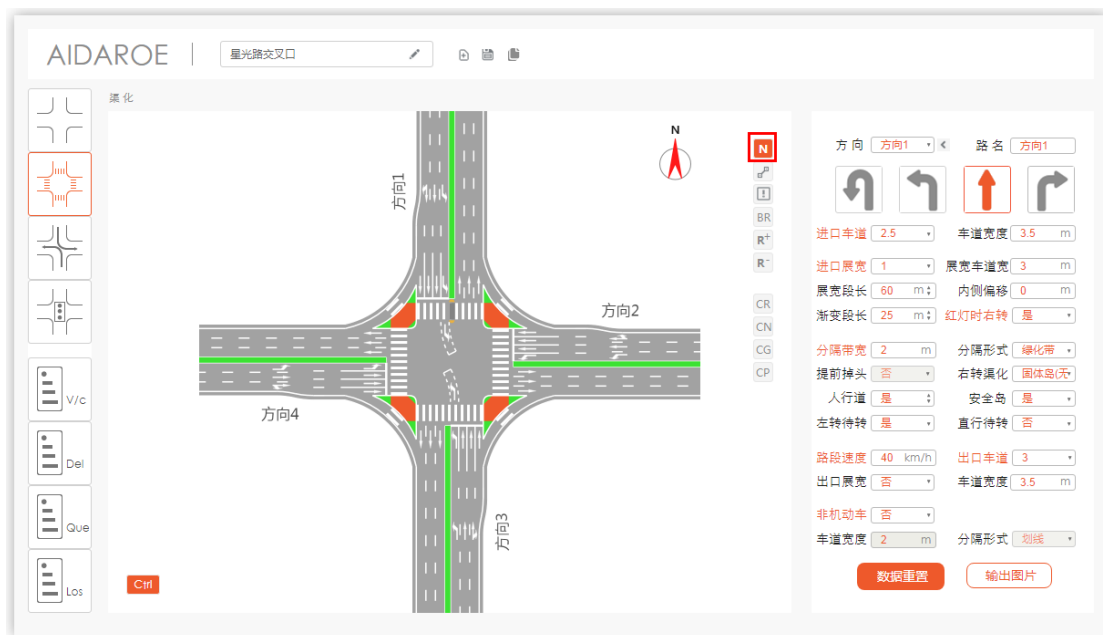 AIDAROE
星光路交叉口
渠化
N
N
方向1
方向2
方向3
方向4
BR
R+
R-
CR
CN
CG
CP
V/c
Del
Que
Los
Ctrl
方向 方向1 路名 方向1
进口车道 2.5 车道宽度 3.5 m
进口展宽 1 展宽车道宽 3 m
展宽段长 60 m 内侧偏移 0 m
渐变段长 25 m 红灯时右转 是
分隔带宽 2 m 分隔形式 绿化带
提前掉头 否 右转渠化 固体岛(无
人行道 是 安全岛 是
左转待转 是 直行待转 否
路段速度 40 km/h 出口车道 3
出口展宽 否 车道宽度 3.5 m
非机动车 否
车道宽度 2 m 分隔形式 划线
数据重置 输出图片